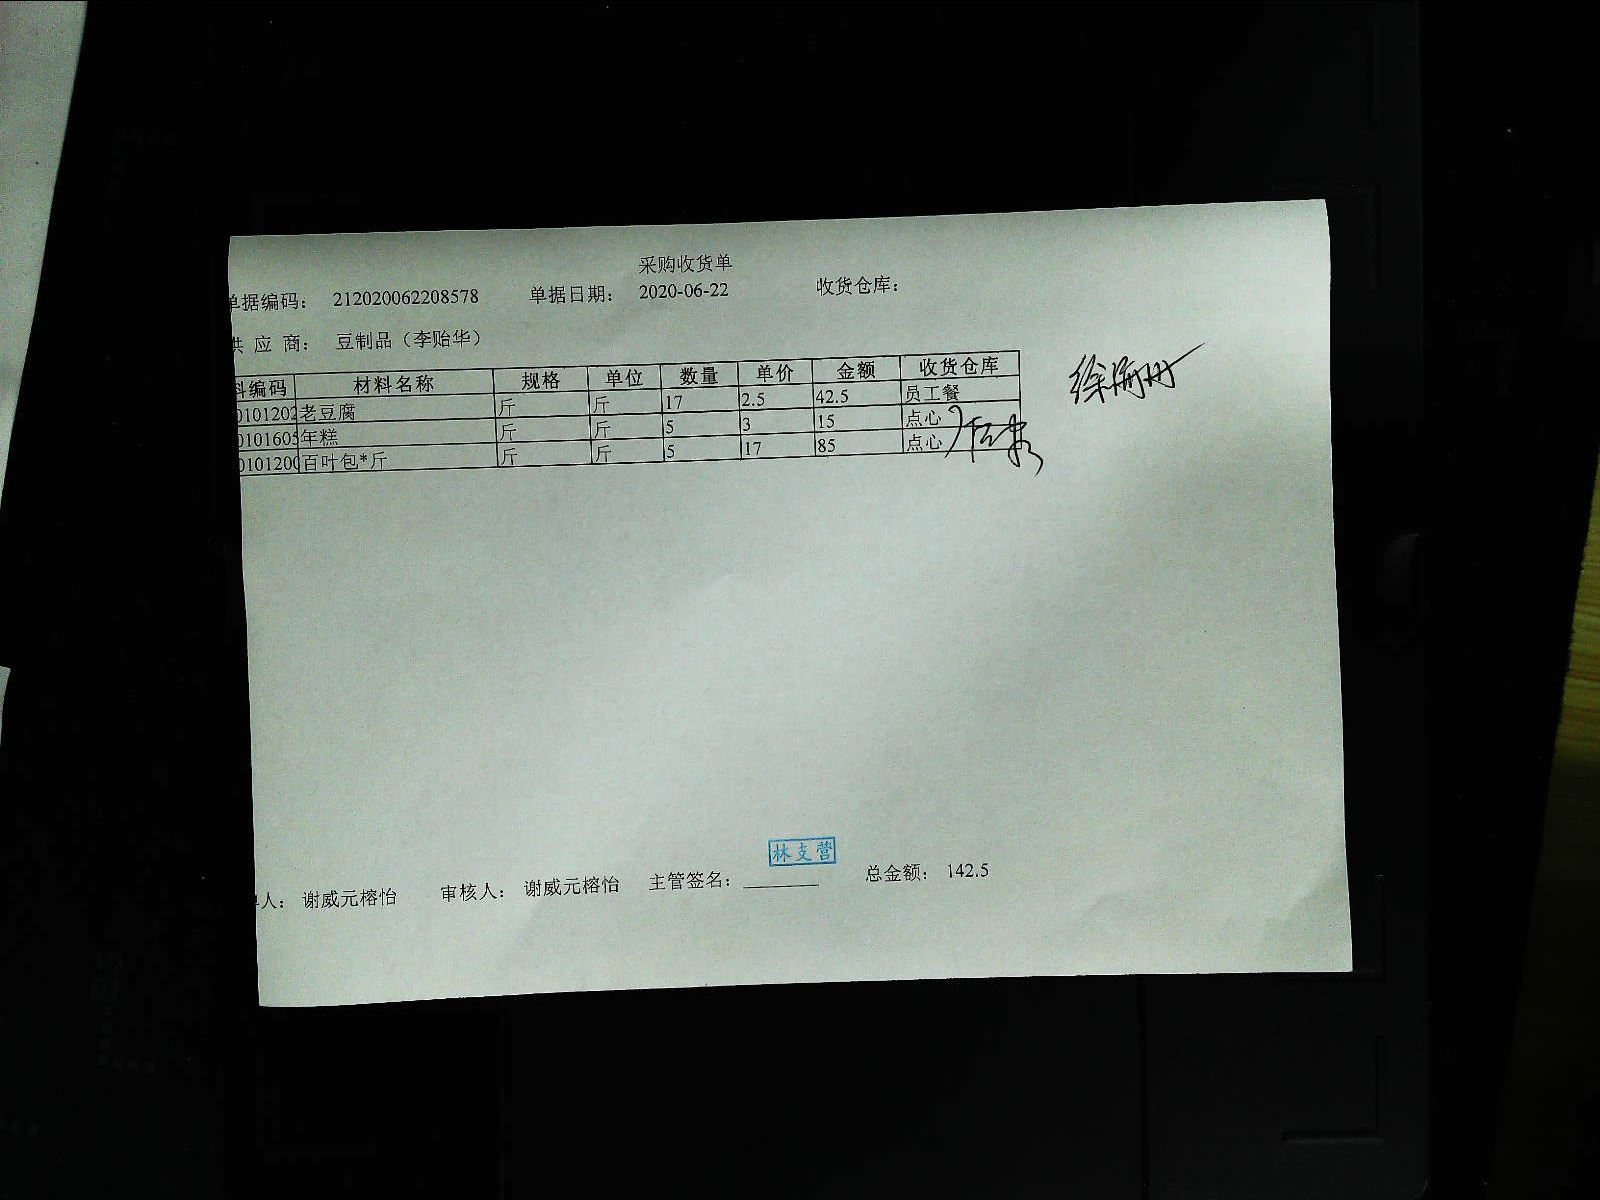 采购收货单
单据编码： 212020062208578 单据日期： 2020-06-22 收货仓库：
供 应 商： 豆制品（李贻华）
料编码 材料名称 规格 单位 数量 单价 金额 收货仓库
0101202 老豆腐 斤 斤 17 2.5 42.5 员工餐
0101605 年糕 斤 斤 5 3 15 点心
0101200 百叶包*斤 斤 斤 5 17 85 点心
林支营
单人： 谢威元榕怡 审核人： 谢威元榕怡 主管签名： 总金额： 142.5